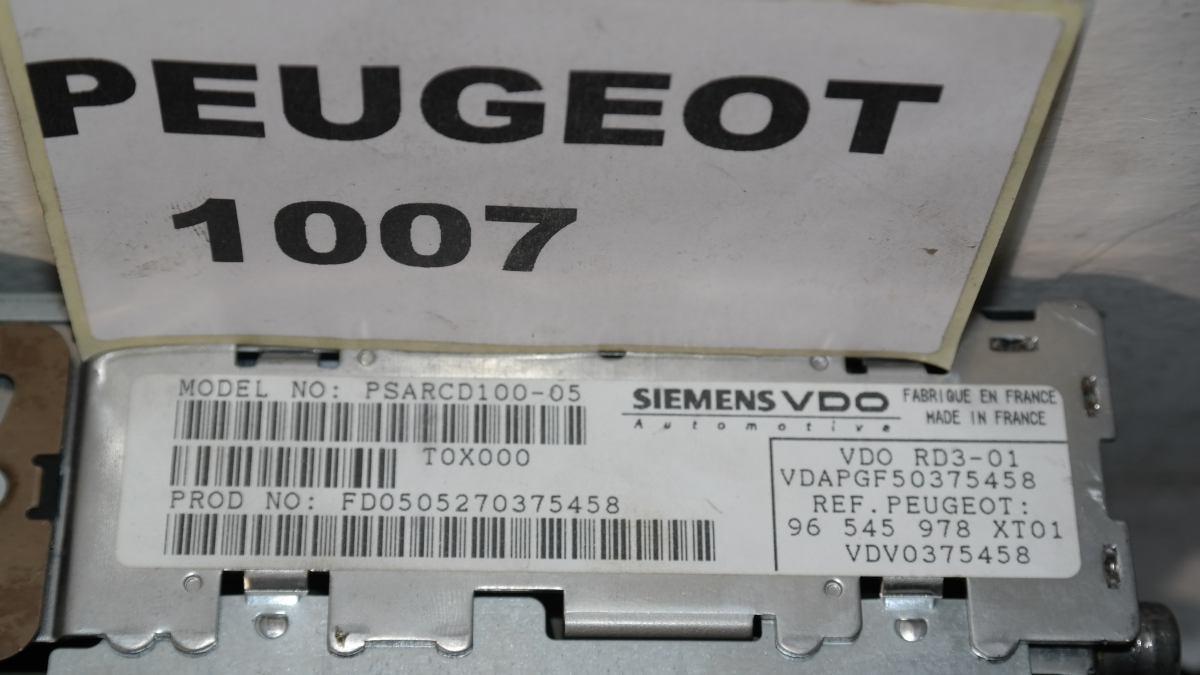 PEUGEOT
1007
MODEL NO: PSARCD100-05
T0X000
PROD NO: FD0505270375458
SIEMENS VDO
Automotive
FABRIQUE EN FRANCE
MADE IN FRANCE
VDO RD3-01
VDAPGF50375458
REF.PEUGEOT:
96 545 978 XT01
VDV0375458